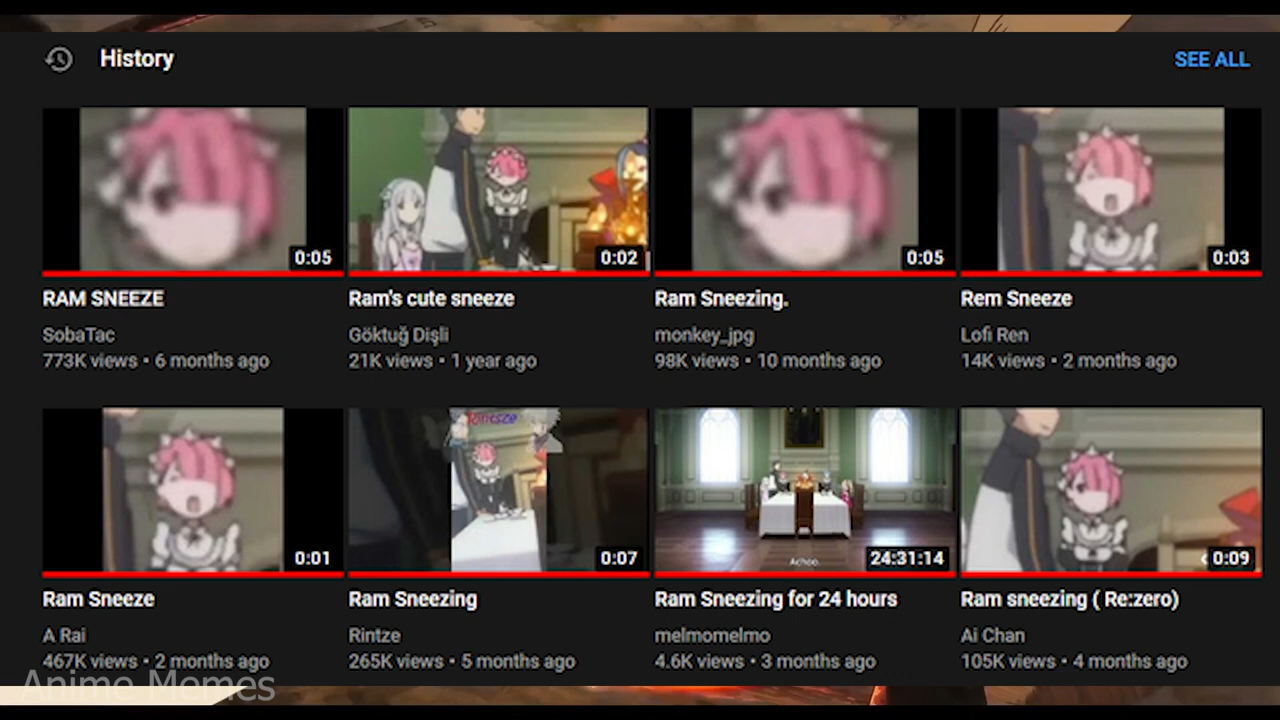 History
SEE ALL
0:05
0:02
0:05
0:03
RAM SNEEZE
Ram's cute sneeze
Ram Sneezing.
Rem Sneeze
SobaTac
Göktuğ Dişli
monkey_jpg
Lofi Ren
773K views • 6 months ago
21K views • 1 year ago
98K views • 10 months ago
14K views • 2 months ago
Rintsze
Achoo
0:01
0:07
24:31:14
0:09
Ram Sneeze
Ram Sneezing
Ram Sneezing for 24 hours
Ram sneezing ( Re:zero)
A Rai
Rintze
melmomelmo
Ai Chan
467K views • 2 months ago
265K views • 5 months ago
4.6K views • 3 months ago
105K views • 4 months ago
Anime Memes